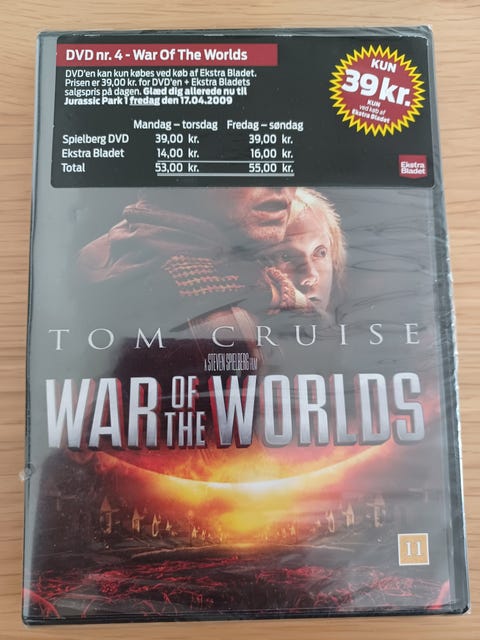 DVD nr. 4 - War Of The Worlds
DVD'en kan kun købes ved køb af Ekstra Bladet.
Prisen er 39,00 kr. for DVD'en + Ekstra Bladets
salgspris på dagen. Glæd dig allerede nu til
Jurassic Park i fredag den 17.04.2009
Mandag – torsdag Fredag – søndag
Spielberg DVD 39,00 kr. 39,00 kr.
Ekstra Bladet 14,00 kr. 16,00 kr.
Total 53,00 kr. 55,00 kr.
KUN
39 kr.
KUN
ved køb af
Ekstra Bladet
Ekstra
Bladet
TOM CRUISE
A STEVEN SPIELBERG FILM
WAR OF THE WORLDS
11